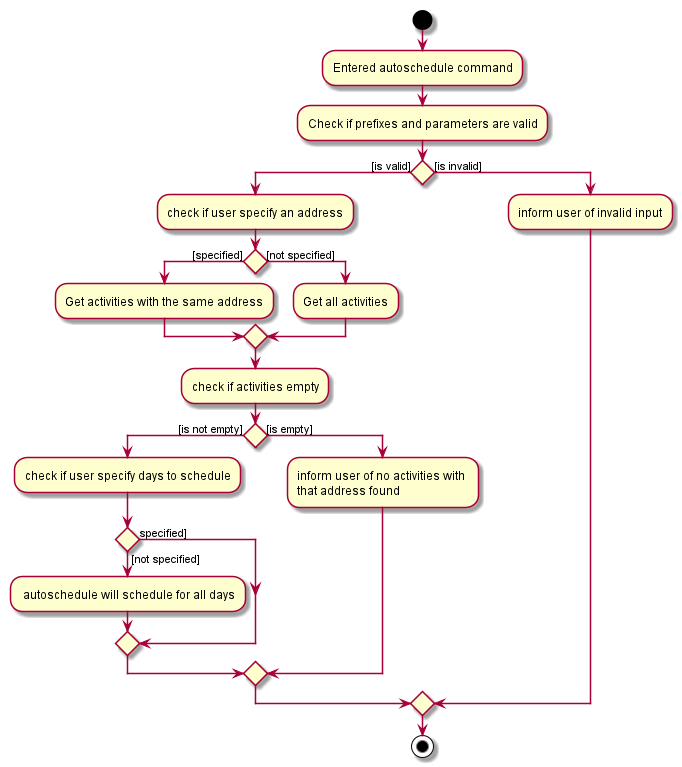 Entered autoschedule command
Check if prefixes and parameters are valid
[is valid]
[is invalid]
check if user specify an address
inform user of invalid input
[specified]
[not specified]
Get activities with the same address
Get all activities
check if activities empty
[is not empty]
[is empty]
check if user specify days to schedule
inform user of no activities with
that address found
specified]
[not specified]
autoschedule will schedule for all days